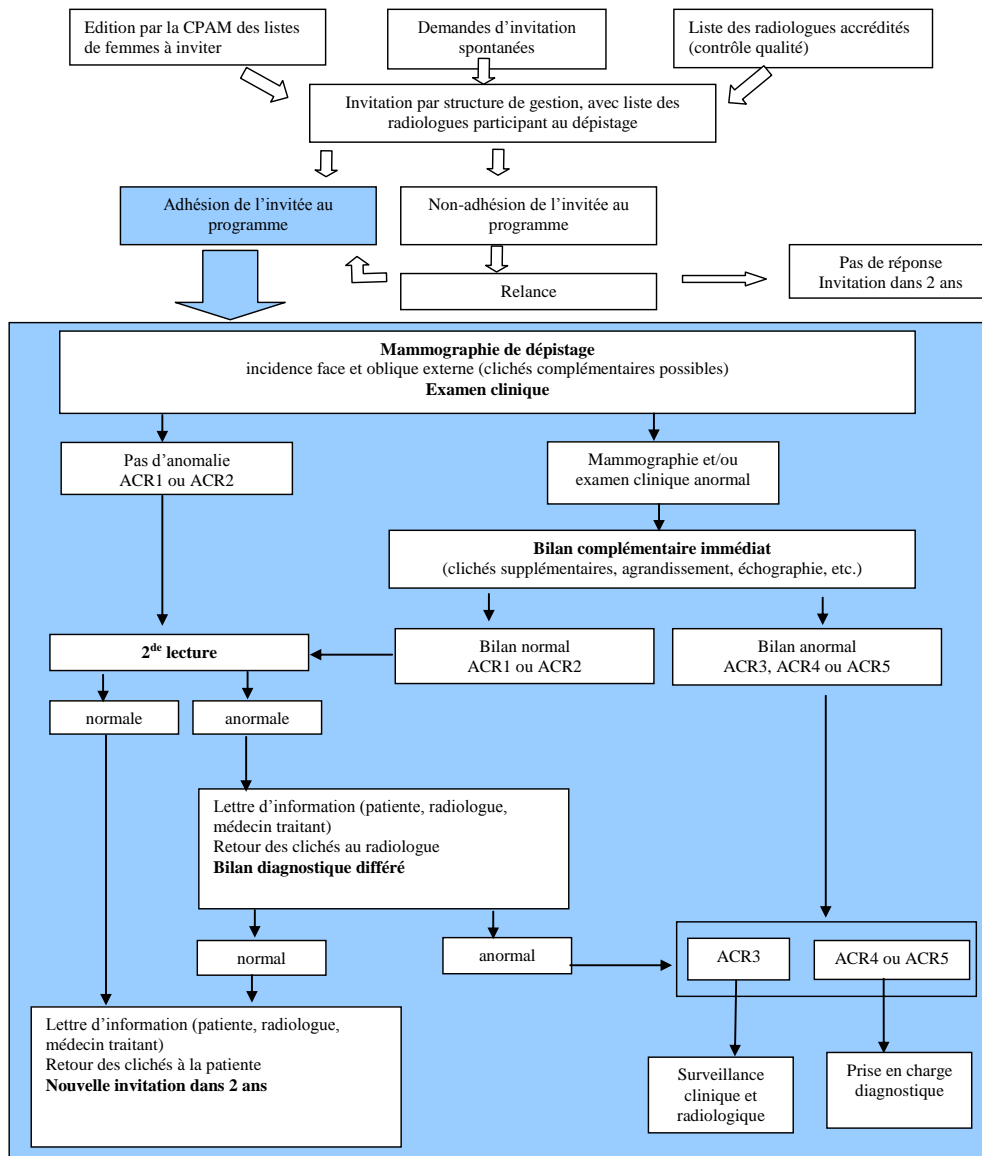 Edition par la CPAM des listes
de femmes à inviter
Demandes d’invitation
spontanées
Liste des radiologues accrédités
(contrôle qualité)
Invitation par structure de gestion, avec liste des
radiologues participant au dépistage
Adhésion de l’invitée au
programme
Non-adhésion de l’invitée au
programme
Relance
Pas de réponse
Invitation dans 2 ans
Mammographie de dépistage
incidence face et oblique externe (clichés complémentaires possibles)
Examen clinique
Pas d’anomalie
ACR1 ou ACR2
Mammographie et/ou
examen clinique anormal
Bilan complémentaire immédiat
(clichés supplémentaires, agrandissement, échographie, etc.)
2de lecture
Bilan normal
ACR1 ou ACR2
Bilan anormal
ACR3, ACR4 ou ACR5
normale
anormale
Lettre d’information (patiente, radiologue,
médecin traitant)
Retour des clichés au radiologue
Bilan diagnostique différé
normal
anormal
ACR3
ACR4 ou ACR5
Lettre d’information (patiente, radiologue,
médecin traitant)
Retour des clichés à la patiente
Nouvelle invitation dans 2 ans
Surveillance
clinique et
radiologique
Prise en charge
diagnostique